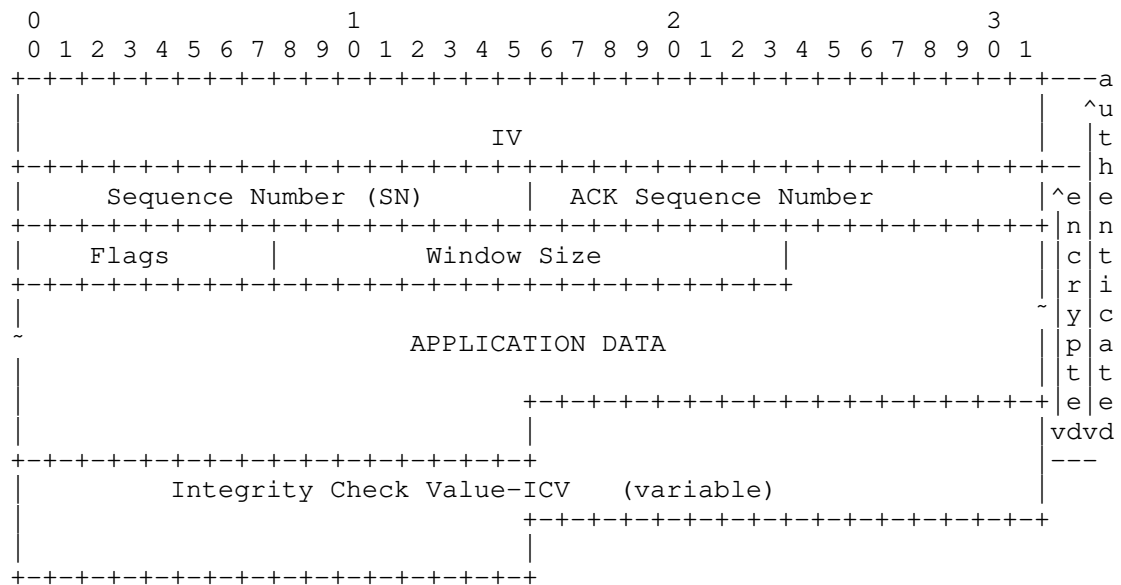 0                   1                   2                   3
 0 1 2 3 4 5 6 7 8 9 0 1 2 3 4 5 6 7 8 9 0 1 2 3 4 5 6 7 8 9 0 1
+-+-+-+-+-+-+-+-+-+-+-+-+-+-+-+-+-+-+-+-+-+-+-+-+-+-+-+-+-+-+-+-+---a
|                                                               |  ^u
|                             IV                                |  |t
+-+-+-+-+-+-+-+-+-+-+-+-+-+-+-+-+-+-+-+-+-+-+-+-+-+-+-+-+-+-+-+-+--|h
|     Sequence Number (SN)      |  ACK Sequence Number          |^e|e
+-+-+-+-+-+-+-+-+-+-+-+-+-+-+-+-+-+-+-+-+-+-+-+-+-+-+-+-+-+-+-+-+|n|n
|    Flags      |         Window Size           |               ||c|t
+-+-+-+-+-+-+-+-+-+-+-+-+-+-+-+-+-+-+-+-+-+-+-+-+               ||r|i
|                                                               ~|y|c
~                        APPLICATION DATA                       ||p|a
|                                                               ||t|t
|                               +-+-+-+-+-+-+-+-+-+-+-+-+-+-+-+-+|e|e
|                               |                               |vdvd
+-+-+-+-+-+-+-+-+-+-+-+-+-+-+-+-+                               |---
|         Integrity Check Value-ICV   (variable)                |
|                               +-+-+-+-+-+-+-+-+-+-+-+-+-+-+-+-+
|                               |
+-+-+-+-+-+-+-+-+-+-+-+-+-+-+-+-+